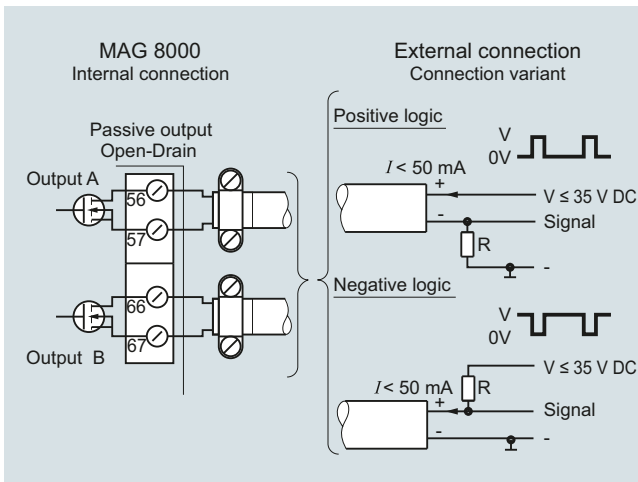 MAG 8000
Internal connection
Passive output
Open-Drain
Output A
56
57
66
67
Output B
External connection
Connection variant
Positive logic
V
0V
I < 50 mA
+
V ≤ 35 V DC
-
Signal
R
-
Negative logic
V
0V
V ≤ 35 V DC
I < 50 mA
R
+
Signal
-
-